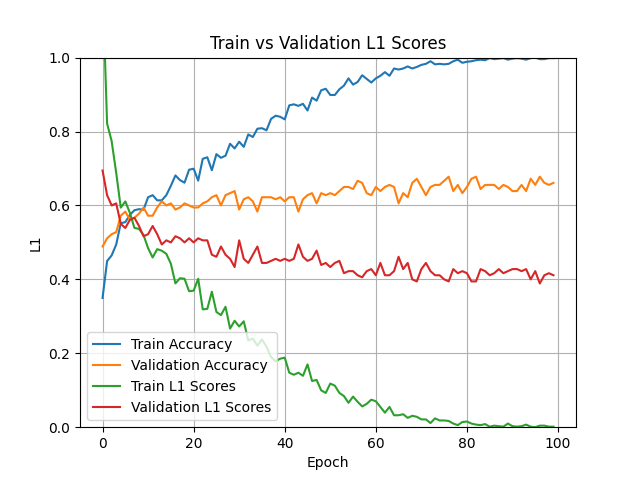 Train vs Validation L1 Scores
1.0
0.8
0.6
0.4
0.2
0.0
L1
Train Accuracy
Validation Accuracy
Train L1 Scores
Validation L1 Scores
0 20 40 60 80 100
Epoch